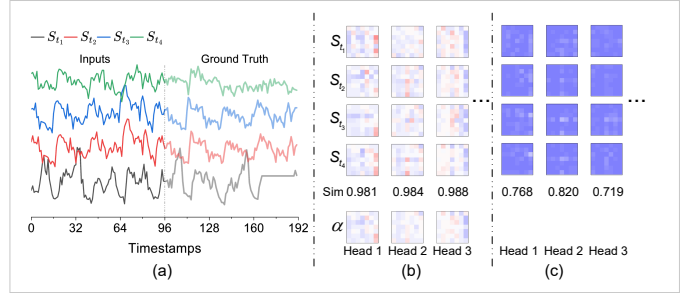 S_{t_1} S_{t_2} S_{t_3} S_{t_4}
Inputs Ground Truth
0 32 64 96 128 160 192
Timestamps
(a)
S_{t_1}
S_{t_2}
S_{t_3}
S_{t_4}
Sim 0.981 0.984 0.988
α
Head 1 Head 2 Head 3
(b)
...
0.768 0.820 0.719
Head 1 Head 2 Head 3
(c)
...